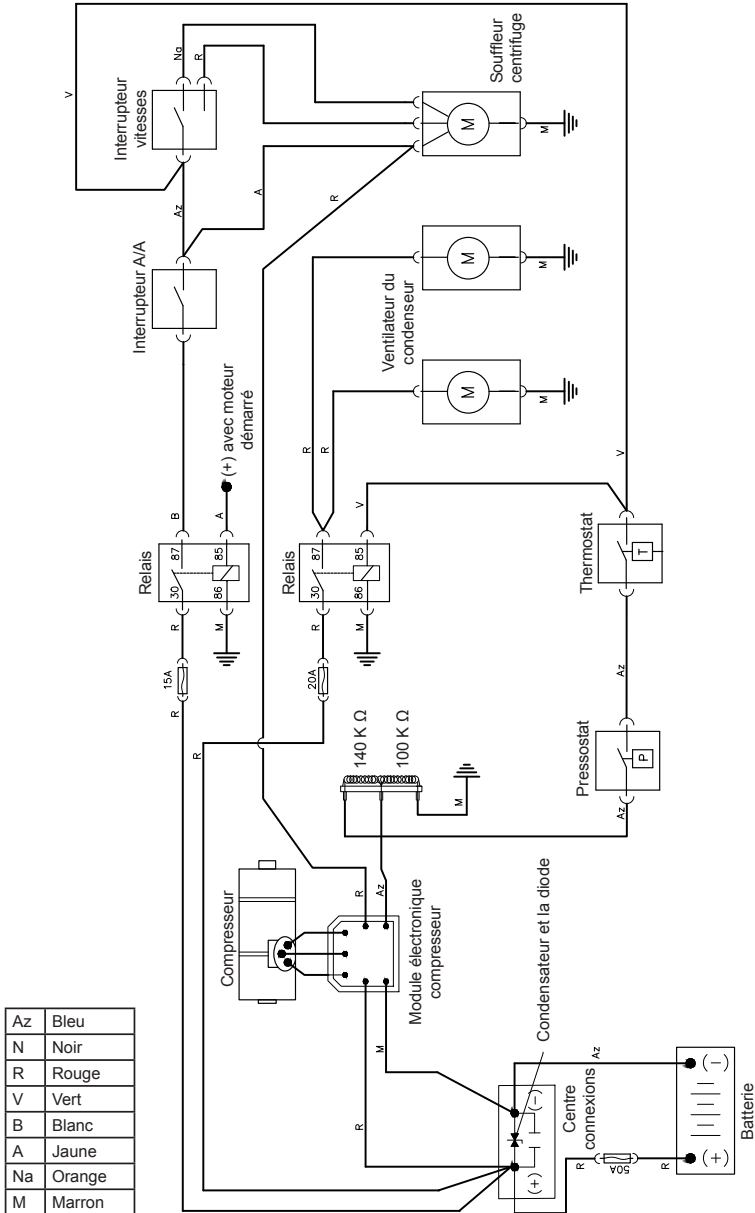 V
Na
R
Interrupteur
vitesses
Souffleur
centrifuge
M
M
Az
A
R
Interrupteur A/A
M
M
Ventilateur du
condenseur
M
M
R
R
(+) avec moteur
démarré
B
A
V
V
Relais
87
85
30
86
Relais
87
85
30
86
Thermostat
T
R
M
R
M
15A
20A
R
R
Az
140 K Ω
100 K Ω
M
Pressostat
P
Az
Compresseur
R
Az
Module électronique
compresseur
Condensateur et la diode
R
M
Az
(-)
(+)
Centre
connexions
R
50A
R
(-)
(+)
Batterie
Az Bleu
N Noir
R Rouge
V Vert
B Blanc
A Jaune
Na Orange
M Marron